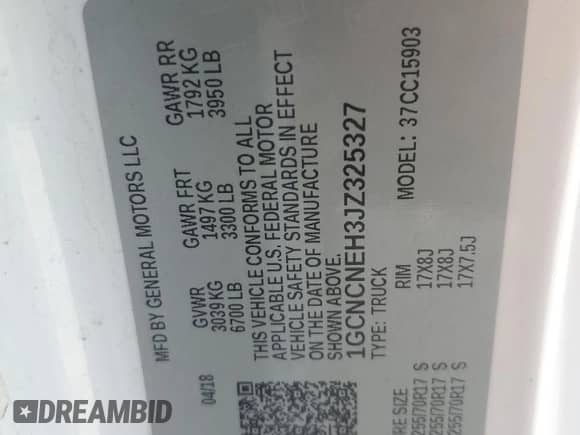 MFD BY GENERAL MOTORS LLC
04/18
GVWR
3039 KG
6700 LB
GAWR FRT
1497 KG
3300 LB
GAWR RR
1792 KG
3950 LB
THIS VEHICLE CONFORMS TO ALL
APPLICABLE U.S. FEDERAL MOTOR
VEHICLE SAFETY STANDARDS IN EFFECT
ON THE DATE OF MANUFACTURE
SHOWN ABOVE.
1GCNCNEH3JZ325327
TYPE: TRUCK
MODEL: 37CC15903
RE SIZE
RIM
255/70R17 S
17X8J
255/70R17 S
17X8J
255/70R17 S
17X7.5J
DREAMBID